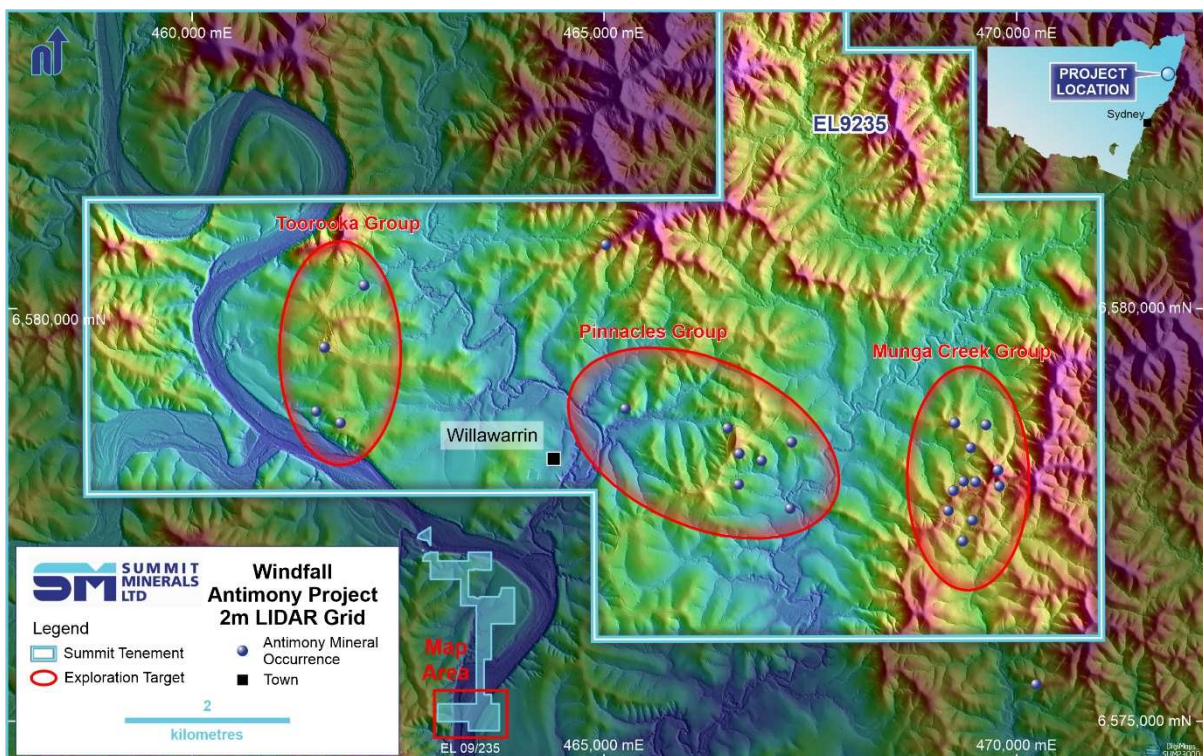 460,000 mE
465,000 mE
470,000 mE
PROJECT
LOCATION
Sydney
EL9235
Toorooka Group
6,580,000 mN
6,580,000 mN
Pinnacles Group
Munga Creek Group
Willawarrin
SM SUMMIT
MINERALS
LTD
Windfall
Antimony Project
2m LIDAR Grid
Legend
Summit Tenement
Exploration Target
Antimony Mineral
Occurrence
Town
2
kilometres
Map
Area
EL 09/235
465,000 mE
470,000 mE
6,575,000 mN